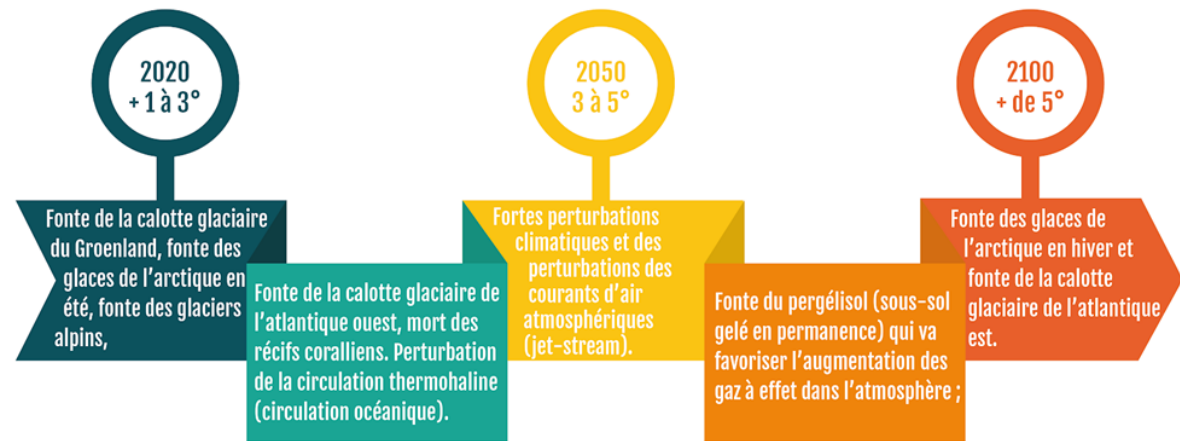 2020
+ 1 à 3°
Fonte de la calotte glaciaire
du Groenland, fonte des
glaces de l'arctique en
été, fonte des glaciers
alpins,
Fonte de la calotte glaciaire de
l'atlantique ouest, mort des
récifs coralliens. Perturbation
de la circulation thermohaline
(circulation océanique).
2050
3 à 5°
Fortes perturbations
climatiques et des
perturbations des
courants d'air
atmosphériques
(jet-stream).
Fonte du pergélisol (sous-sol
gelé en permanence) qui va
favoriser l'augmentation des
gaz à effet dans l'atmosphère ;
2100
+ de 5°
Fonte des glaces de
l'arctique en hiver et
fonte de la calotte
glaciaire de l'atlantique
est.